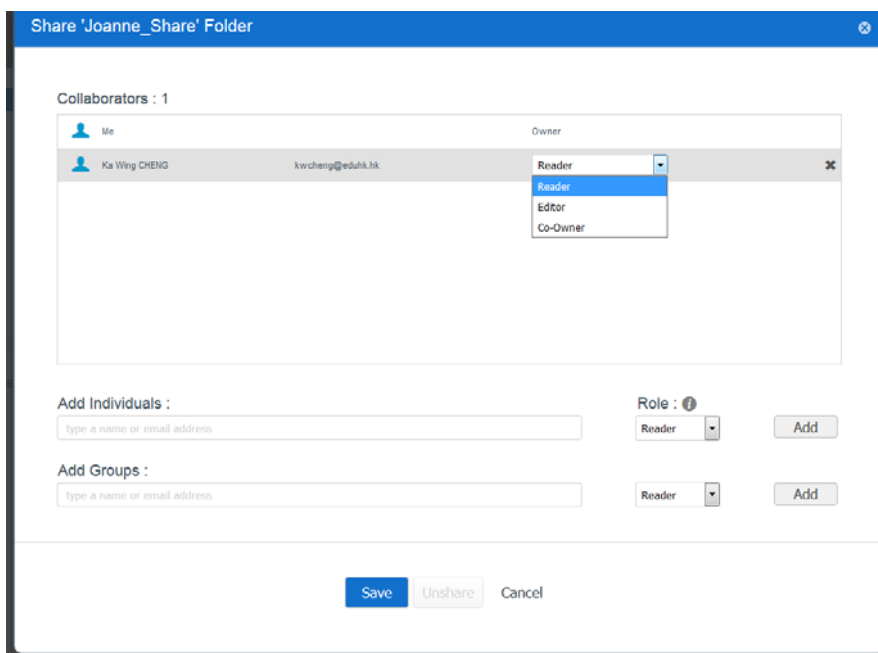 Share 'Joanne_Share' Folder
Collaborators : 1
Me Owner
Ka Wing CHENG kwcheng@eduhk.hk Reader
Reader
Editor
Co-Owner
Add Individuals : Role :
type a name or email address Reader Add
Add Groups :
type a name or email address Reader Add
Save Unshare Cancel